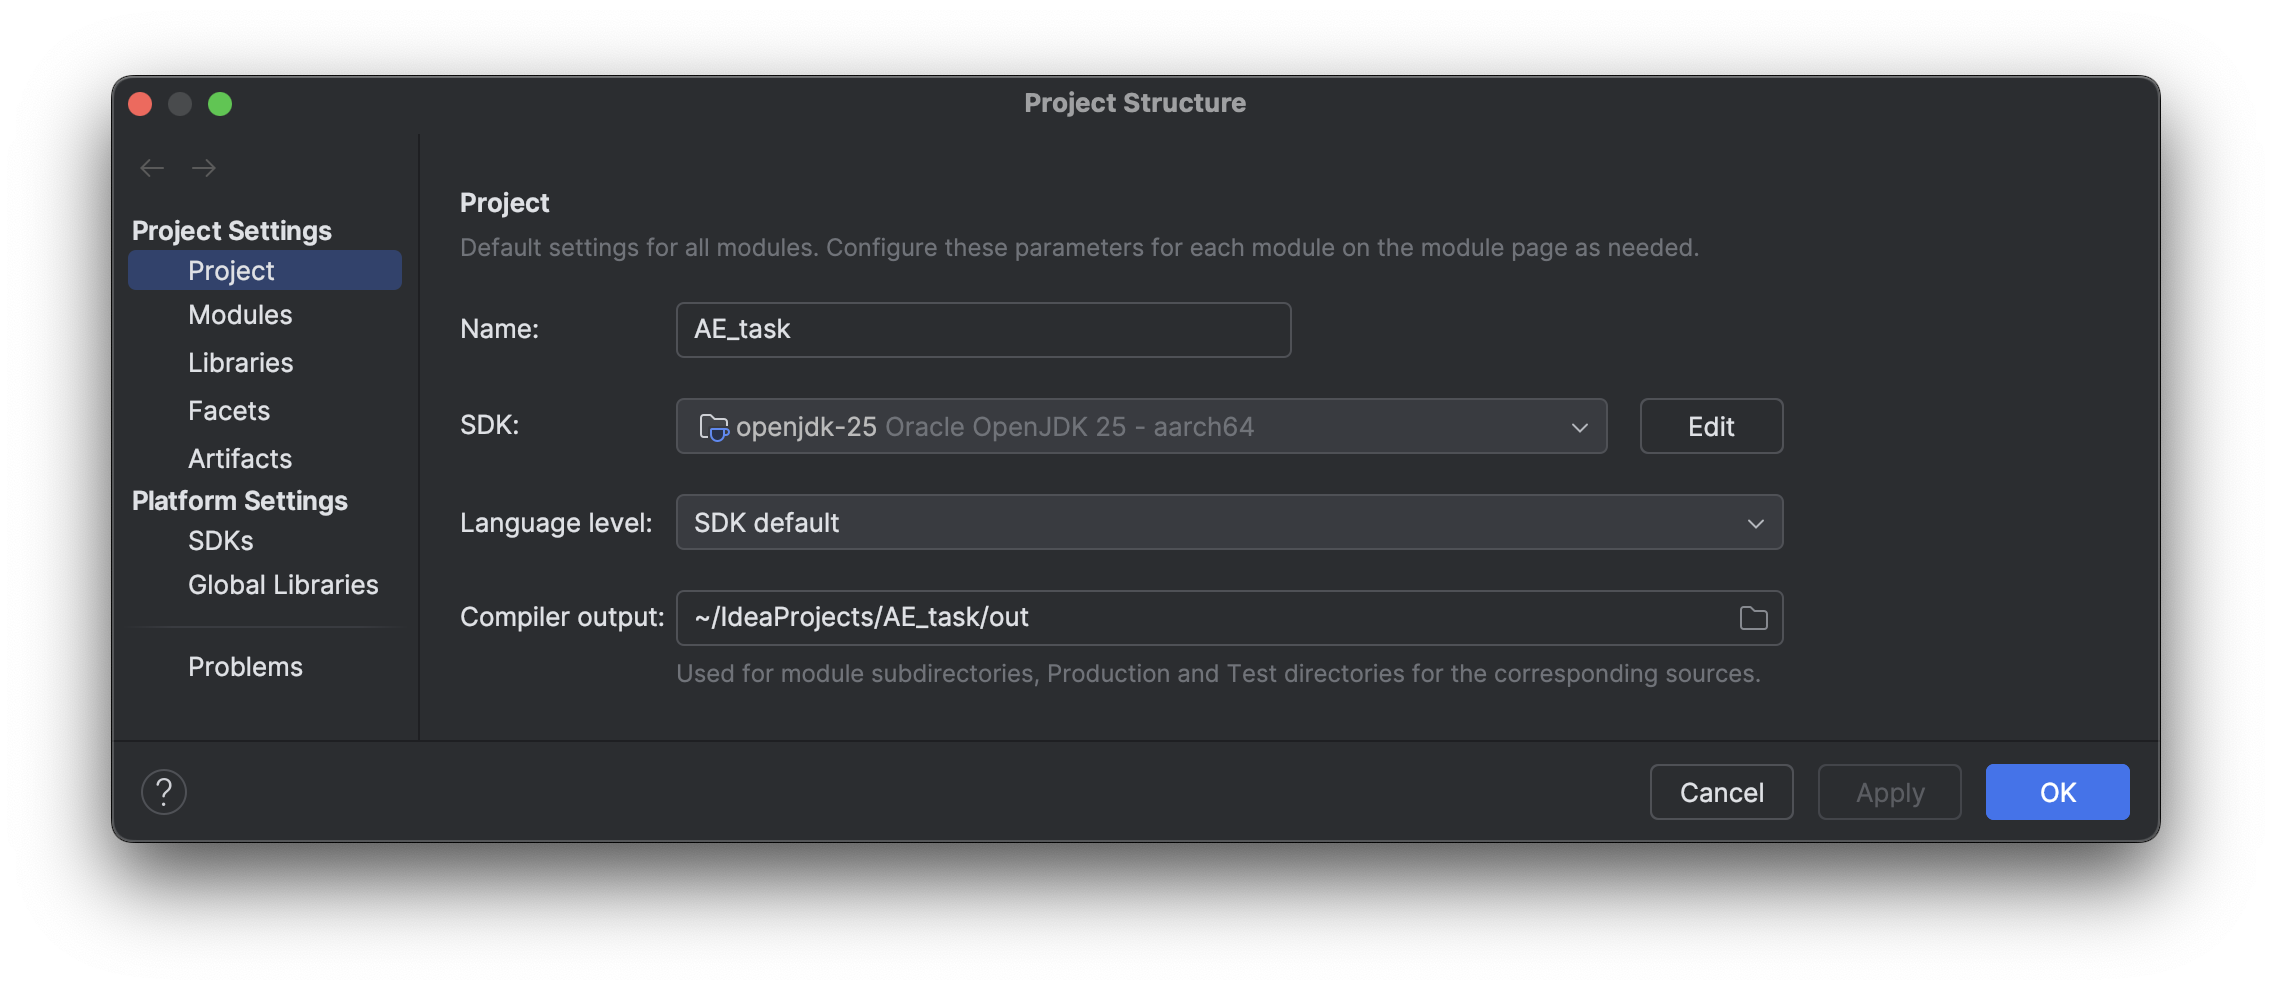 Project Structure
Project Settings
Project
Modules
Libraries
Facets
Artifacts
Platform Settings
SDKs
Global Libraries
Problems
Project
Default settings for all modules. Configure these parameters for each module on the module page as needed.
Name: AE_task
SDK: openjdk-25 Oracle OpenJDK 25 - aarch64 Edit
Language level: SDK default
Compiler output: ~/IdeaProjects/AE_task/out
Used for module subdirectories, Production and Test directories for the corresponding sources.
? Cancel Apply OK